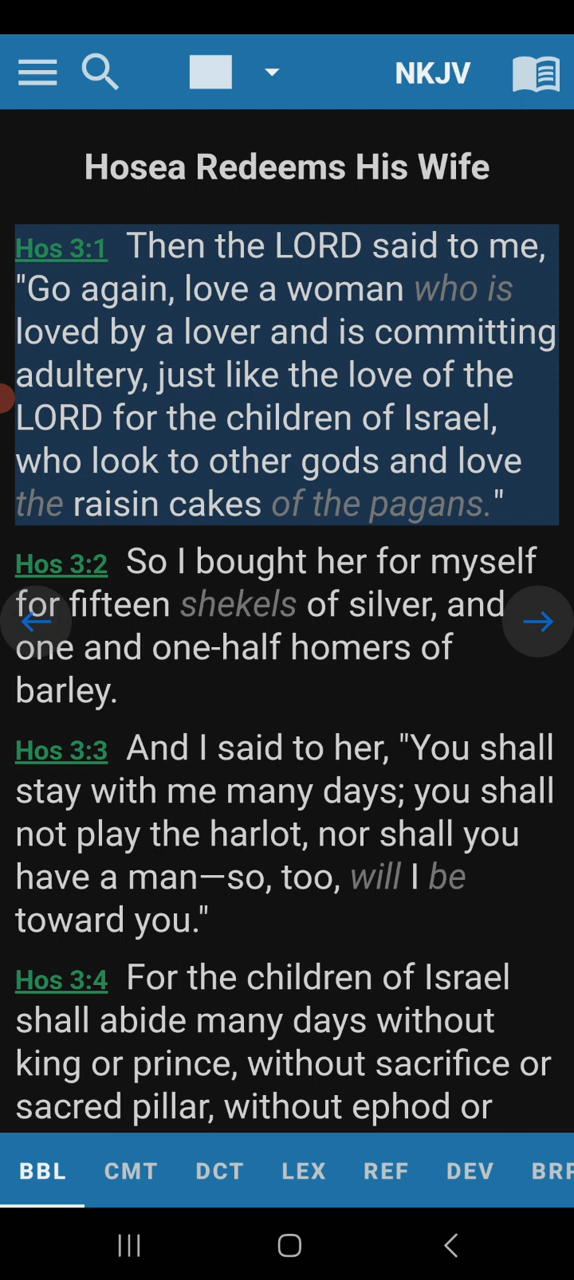 NKJV
Hosea Redeems His Wife
Hos 3:1 Then the LORD said to me,
"Go again, love a woman who is
loved by a lover and is committing
adultery, just like the love of the
LORD for the children of Israel,
who look to other gods and love
the raisin cakes of the pagans."
Hos 3:2 So I bought her for myself
for fifteen shekels of silver, and
one and one-half homers of
barley.
Hos 3:3 And I said to her, "You shall
stay with me many days; you shall
not play the harlot, nor shall you
have a man—so, too, will I be
toward you."
Hos 3:4 For the children of Israel
shall abide many days without
king or prince, without sacrifice or
sacred pillar, without ephod or
BBL CMT DCT LEX REF DEV BRP